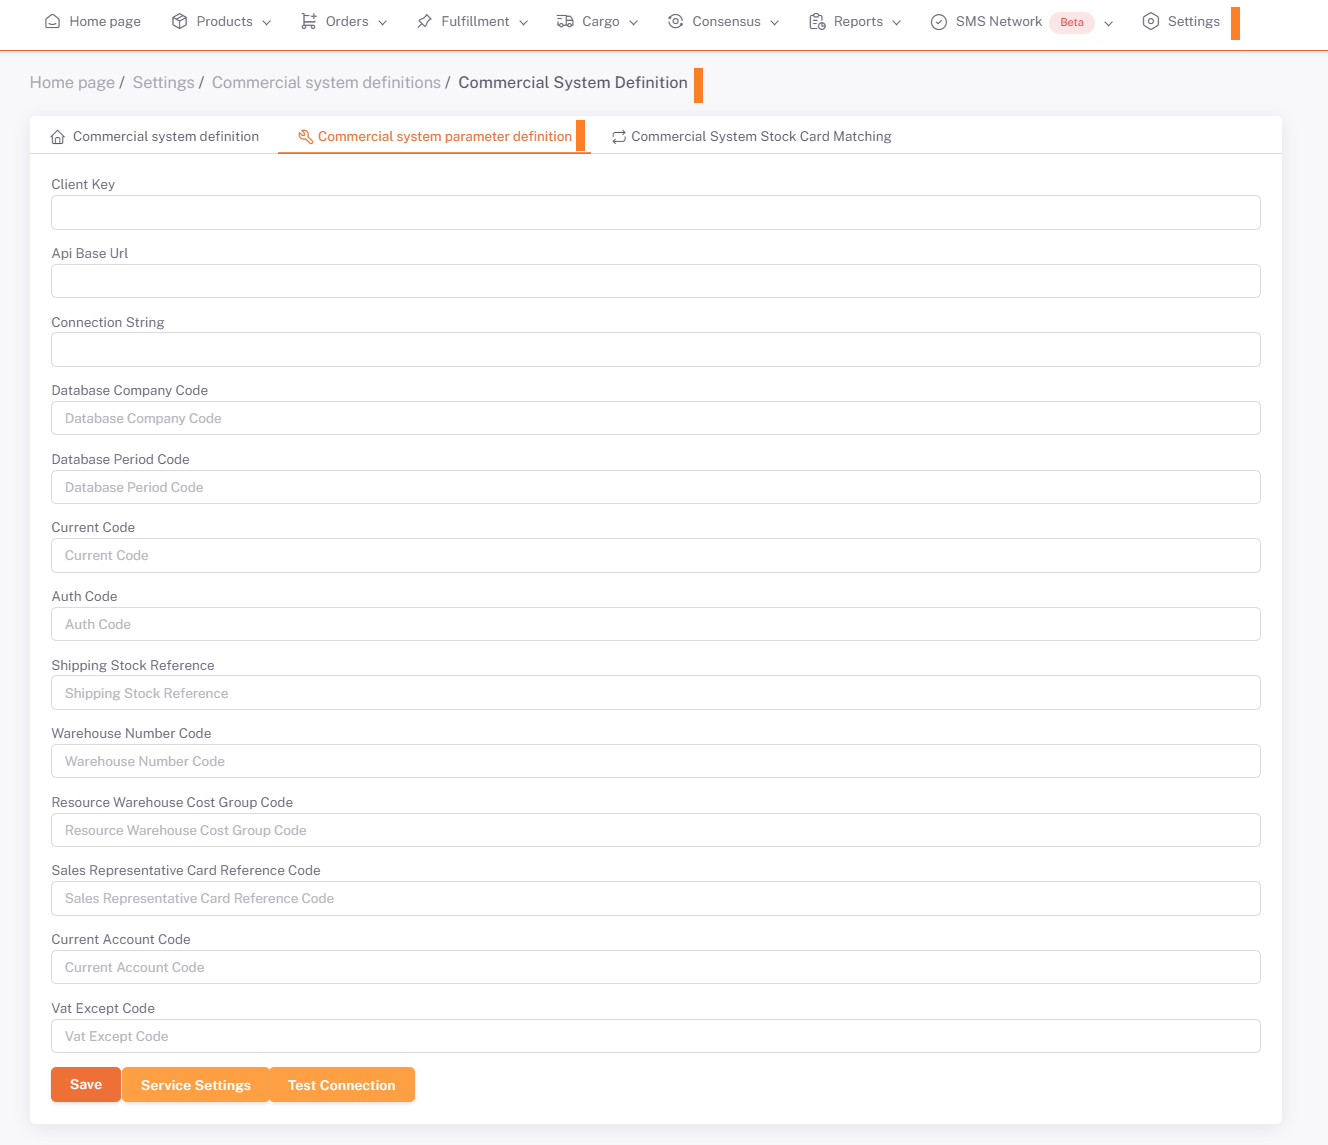 Home page Products Orders Fulfillment Cargo Consensus Reports SMS Network Beta Settings
Home page / Settings / Commercial system definitions / Commercial System Definition
Commercial system definition Commercial system parameter definition Commercial System Stock Card Matching
Client Key
Api Base Url
Connection String
Database Company Code
Database Company Code
Database Period Code
Database Period Code
Current Code
Current Code
Auth Code
Auth Code
Shipping Stock Reference
Shipping Stock Reference
Warehouse Number Code
Warehouse Number Code
Resource Warehouse Cost Group Code
Resource Warehouse Cost Group Code
Sales Representative Card Reference Code
Sales Representative Card Reference Code
Current Account Code
Current Account Code
Vat Except Code
Vat Except Code
Save Service Settings Test Connection